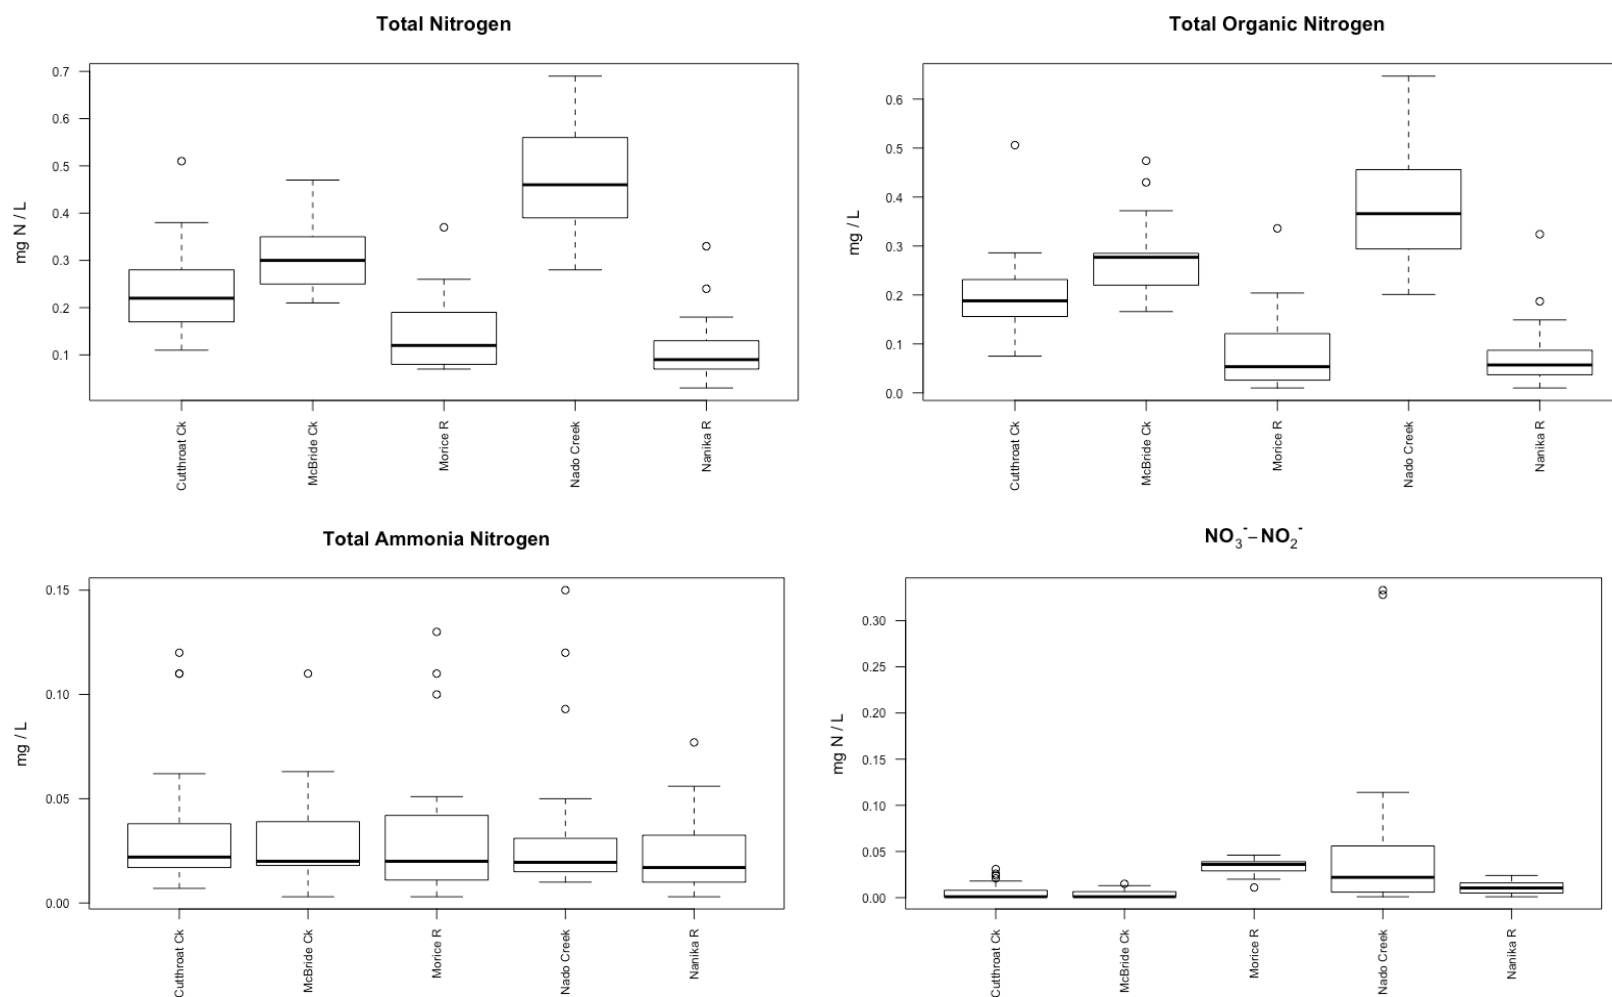 Total Nitrogen
mg N / L
0.7
0.6
0.5
0.4
0.3
0.2
0.1
Cutthroat Ck
McBride Ck
Morice R
Nado Creek
Nanika R
Total Organic Nitrogen
mg / L
0.6
0.5
0.4
0.3
0.2
0.1
0.0
Cutthroat Ck
McBride Ck
Morice R
Nado Creek
Nanika R
Total Ammonia Nitrogen
mg / L
0.15
0.10
0.05
0.00
Cutthroat Ck
McBride Ck
Morice R
Nado Creek
Nanika R
NO₃⁻–NO₂⁻
mg N / L
0.30
0.25
0.20
0.15
0.10
0.05
0.00
Cutthroat Ck
McBride Ck
Morice R
Nado Creek
Nanika R